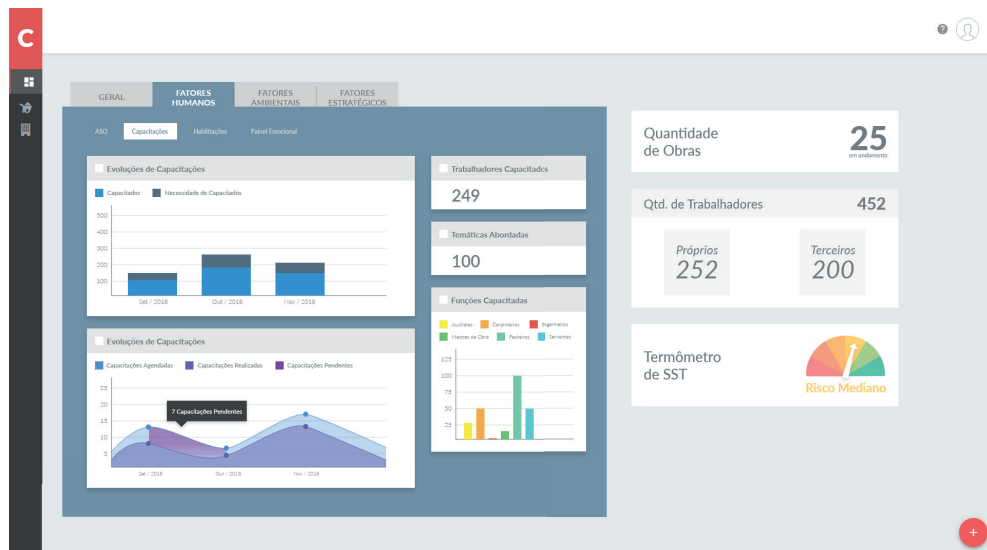 C
?
GERAL
FATORES
HUMANOS
FATORES
AMBIENTAIS
FATORES
ESTRATÉGICOS
ASO
Capacitações
Habilitações
Painel Emocional
Evoluções de Capacitações
Capacitados
Necessidade de Capacitados
500
400
300
200
100
Set / 2018
Out / 2018
Nov / 2018
Evoluções de Capacitações
Capacitações Agendadas
Capacitações Realizadas
Capacitações Pendentes
25
20
15
10
5
7 Capacitações Pendentes
Set / 2018
Out / 2018
Nov / 2018
Trabalhadores Capacitados
249
Temáticas Abordadas
100
Funções Capacitadas
Auxiliares
Carpinteiros
Engenheiros
Mestres de Obra
Pedreiros
Serventes
125
100
75
50
25
Quantidade
de Obras
25
em andamento
Qtd. de Trabalhadores
452
Próprios
252
Terceiros
200
Termômetro
de SST
Risco Mediano
+